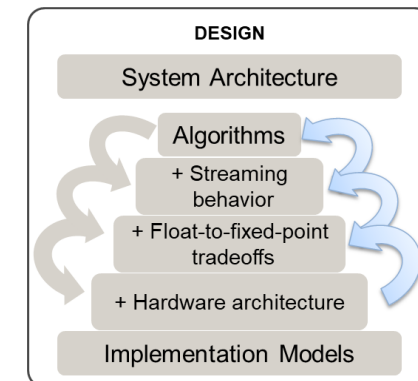 DESIGN
System Architecture
Algorithms
+ Streaming
behavior
+ Float-to-fixed-point
tradeoffs
+ Hardware architecture
Implementation Models